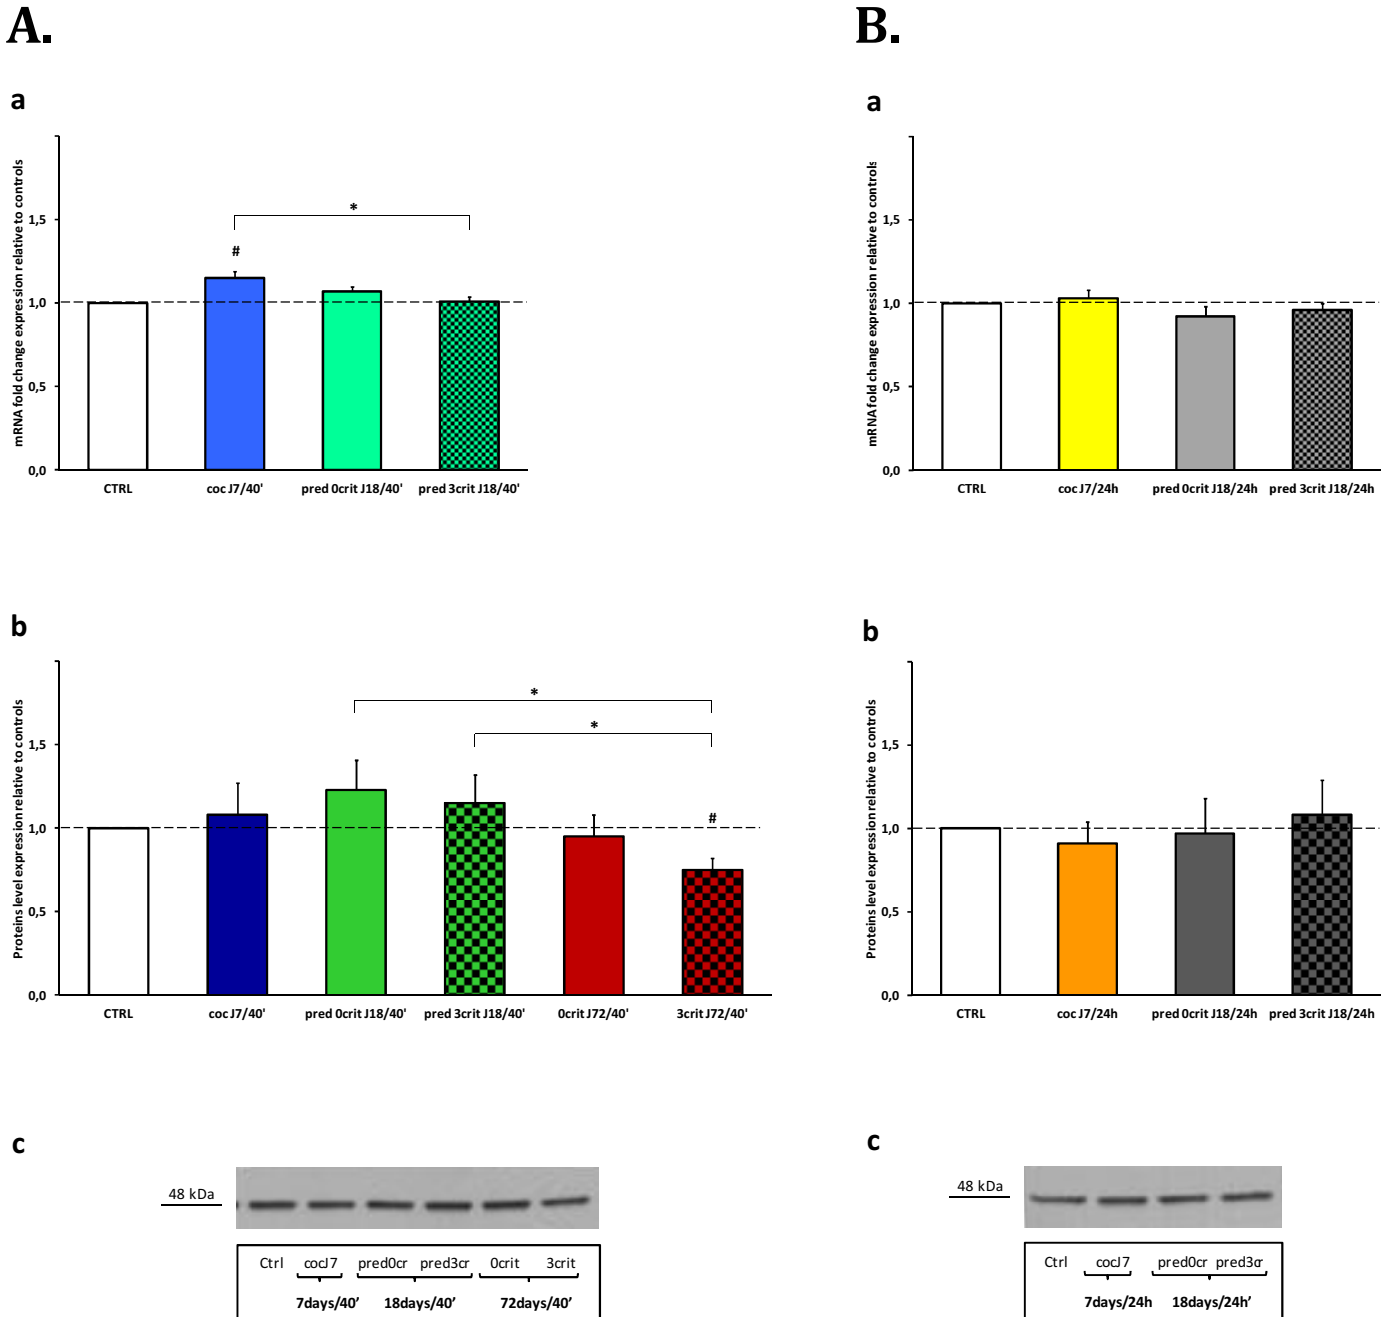 A.
a
mRNA fold change expression relative to controls
1,5
1,0
0,5
0,0
*
#
CTRL
coc J7/40'
pred 0crit J18/40'
pred 3crit J18/40'
b
Proteins level expression relative to controls
1,5
1,0
0,5
0,0
*
*
#
CTRL
coc J7/40'
pred 0crit J18/40'
pred 3crit J18/40'
0crit J72/40'
3crit J72/40'
c
48 kDa
Ctrl cocJ7 pred0cr pred3cr 0crit 3crit
7days/40’ 18days/40’ 72days/40’
B.
a
mRNA fold change expression relative to controls
1,5
1,0
0,5
0,0
CTRL
coc J7/24h
pred 0crit J18/24h
pred 3crit J18/24h
b
Proteins level expression relative to controls
1,5
1,0
0,5
0,0
CTRL
coc J7/24h
pred 0crit J18/24h
pred 3crit J18/24h
c
48 kDa
Ctrl cocJ7 pred0cr pred3cr
7days/24h 18days/24h’